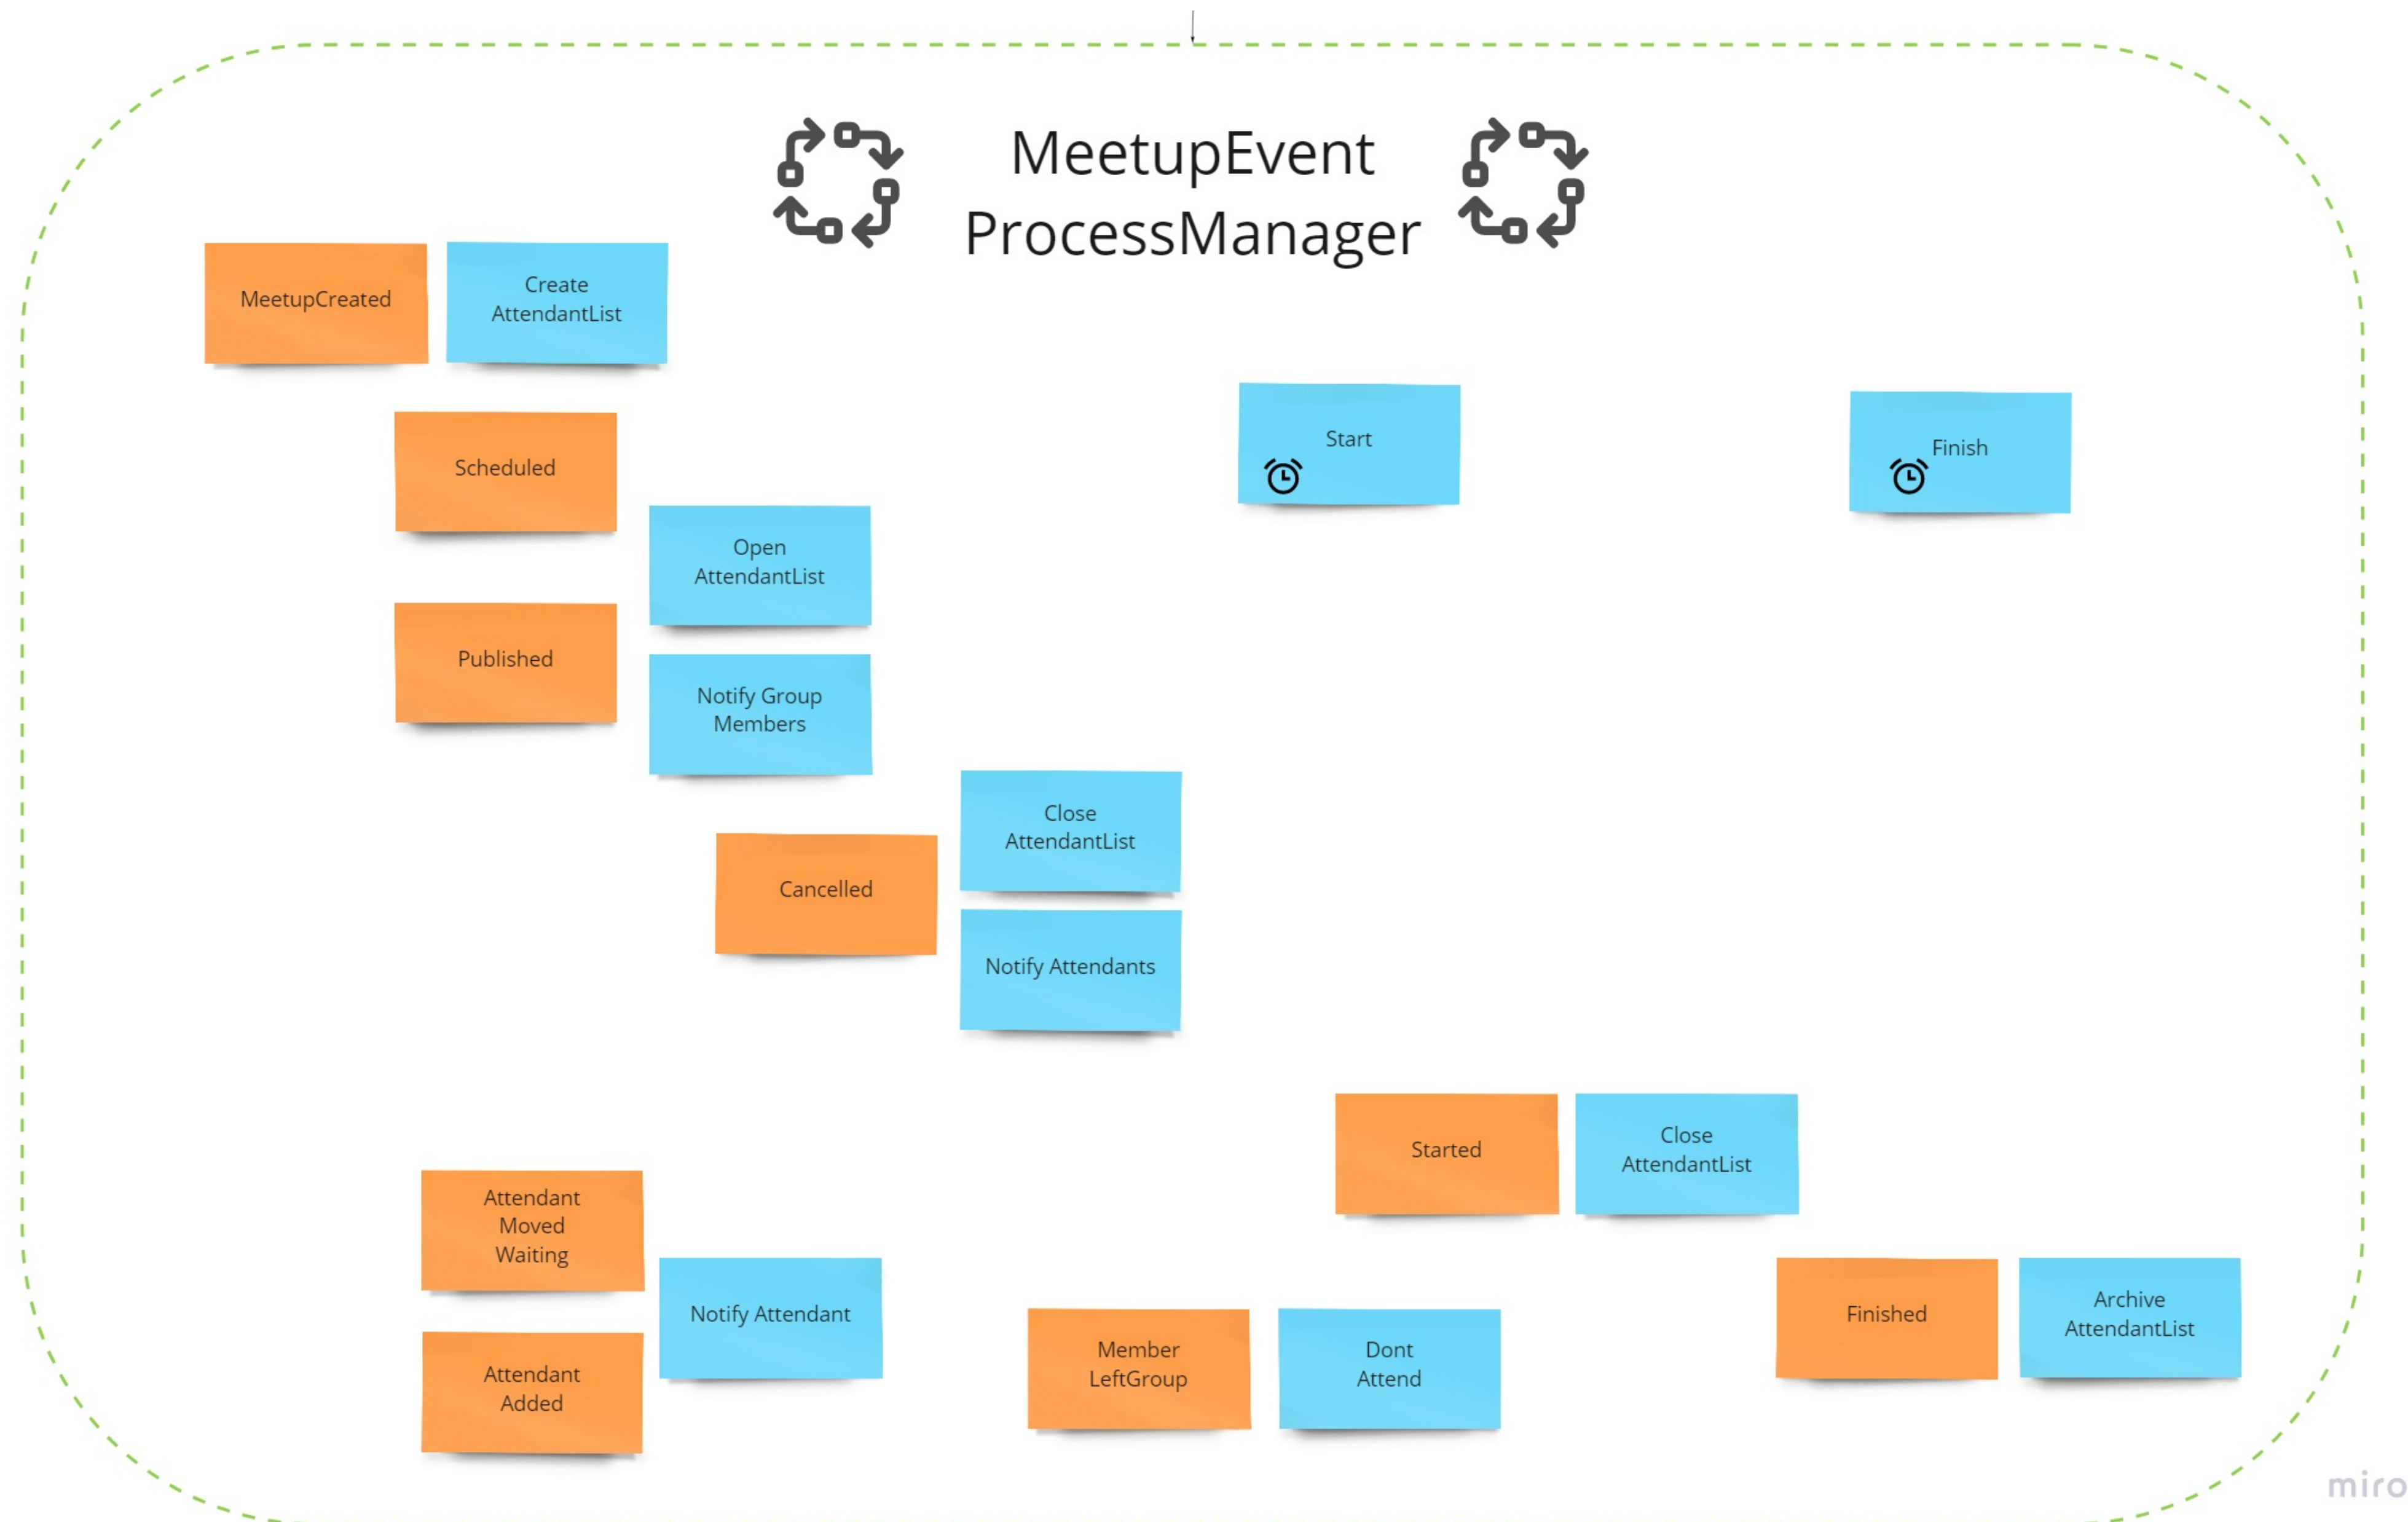 MeetupEvent
ProcessManager
MeetupCreated
Create
AttendantList
Scheduled
Start
Finish
Open
AttendantList
Published
Notify Group
Members
Close
AttendantList
Cancelled
Notify Attendants
Started
Close
AttendantList
Attendant
Moved
Waiting
Notify Attendant
Attendant
Added
Member
LeftGroup
Dont
Attend
Finished
Archive
AttendantList
miro